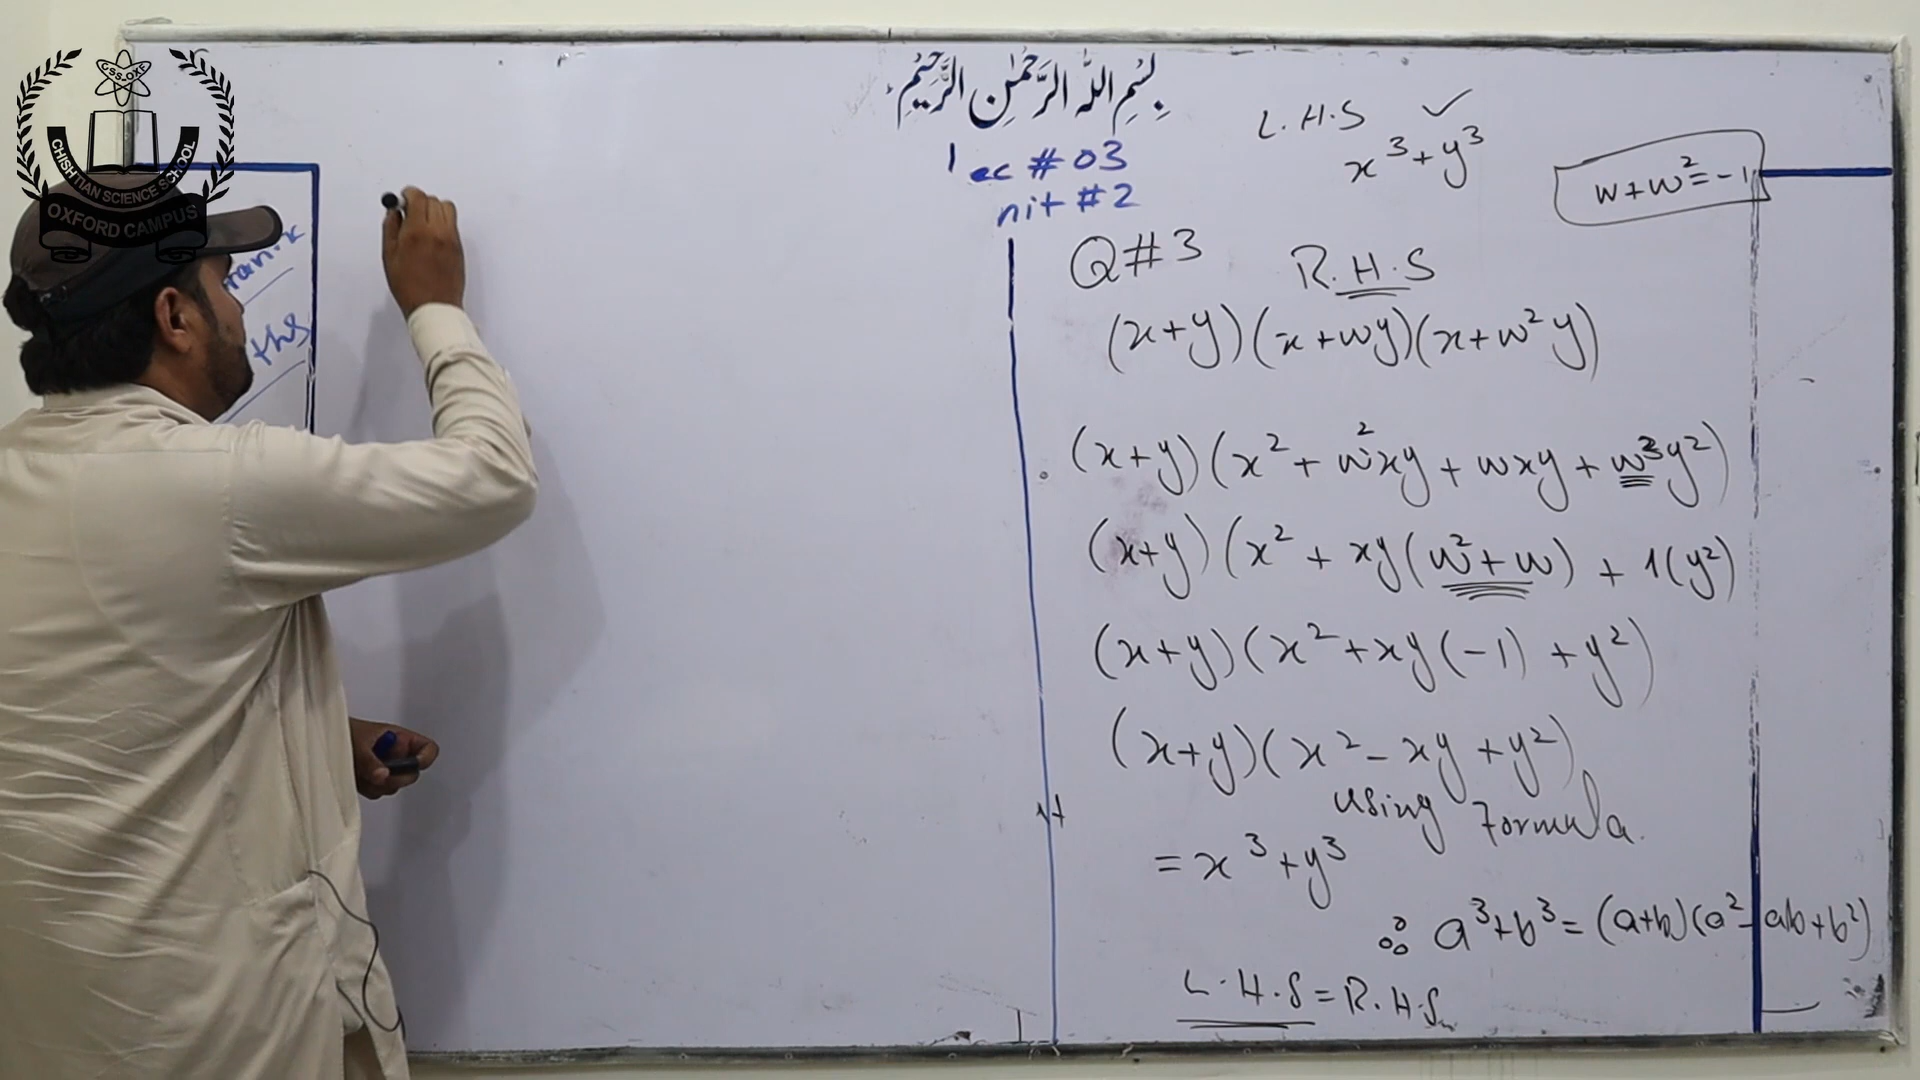 CSS-OXF
CHISHTIAN SCIENCE SCHOOL
OXFORD CAMPUS
بِسْمِ اللّٰهِ الرَّحْمٰنِ الرَّحِيْمِ
ec # 03
nit # 2
ths
L.H.S ✓
x³+y³
w+w²=-1
Q#3 R.H.S
(x+y)(x+wy)(x+w²y)
(x+y)(x²+w²xy+wxy+w³y²)
(x+y)(x²+xy(w²+w)+1(y²)
(x+y)(x²+xy(-1)+y²)
(x+y)(x²-xy+y²)
using Formula.
=x³+y³
∴ a³+b³=(a+b)(a²-ab+b²)
L.H.S=R.H.S